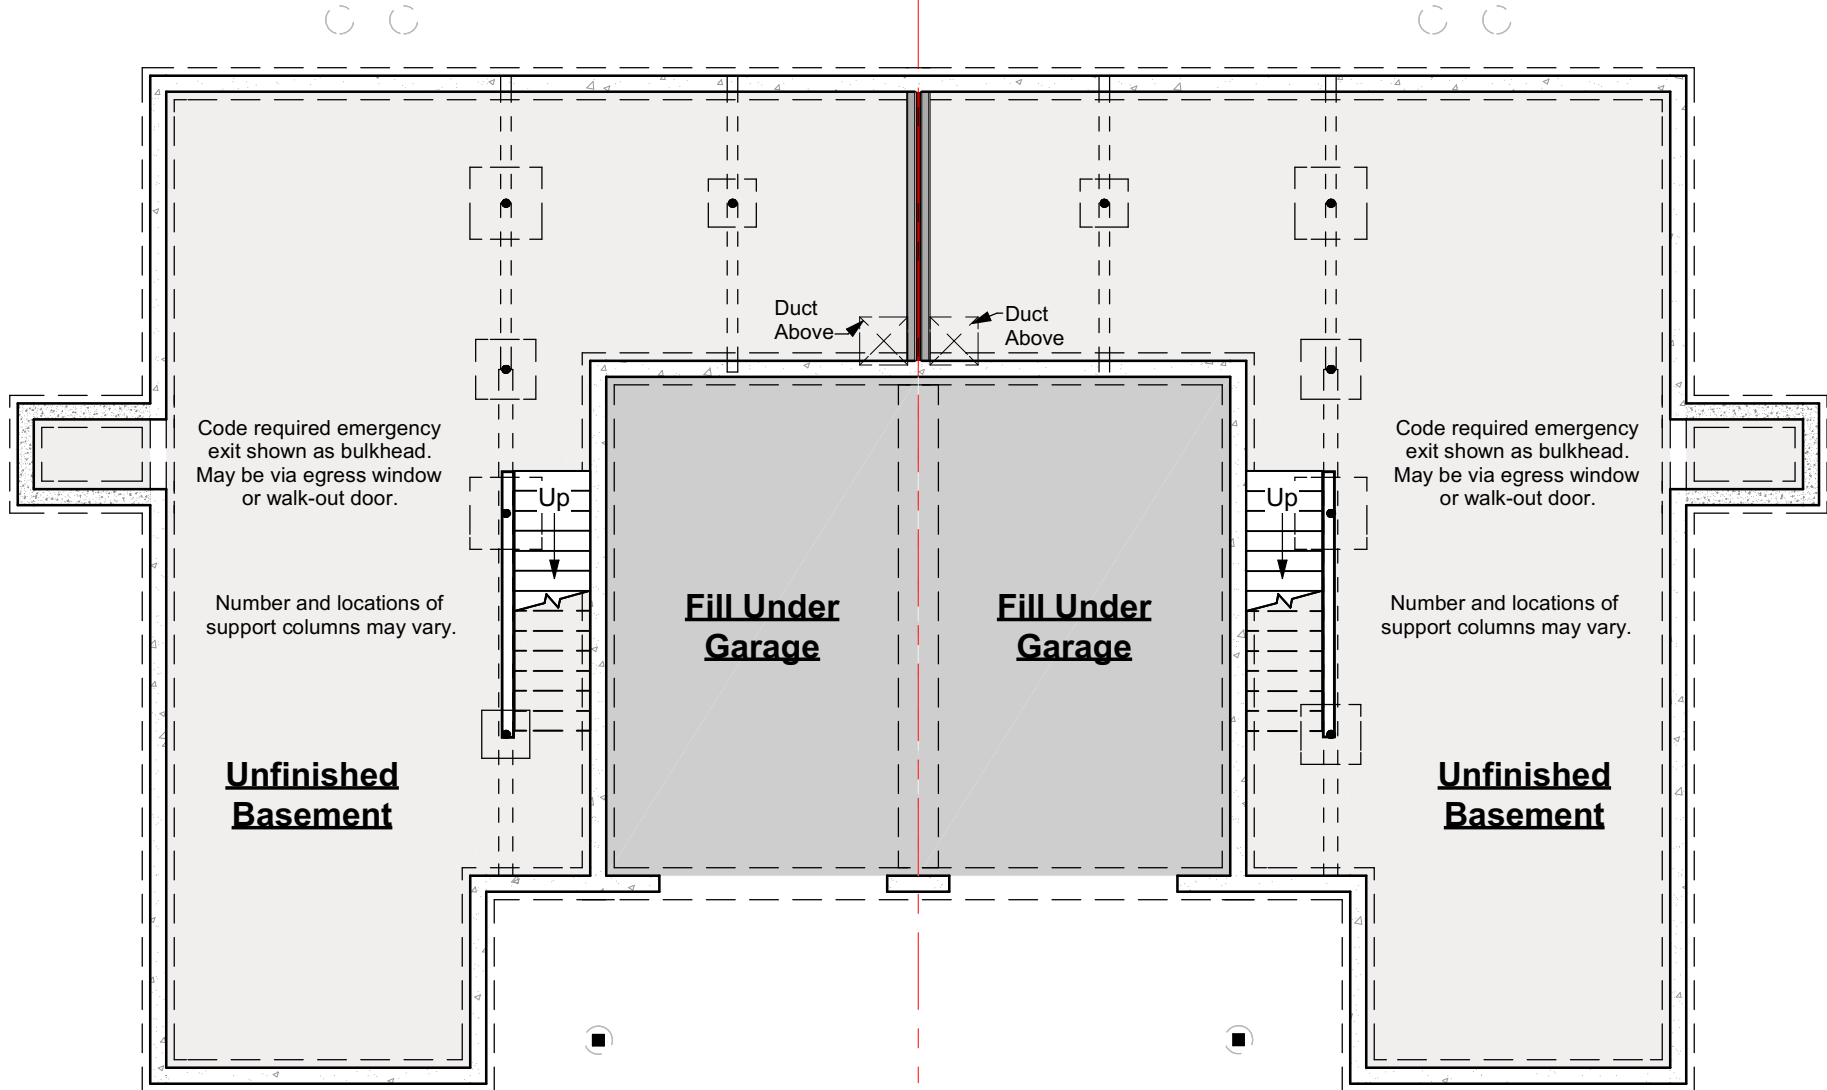 Duct
Above
Duct
Above
Code required emergency
exit shown as bulkhead.
May be via egress window
or walk-out door.
Code required emergency
exit shown as bulkhead.
May be via egress window
or walk-out door.
Up
Up
Number and locations of
support columns may vary.
Fill Under
Garage
Fill Under
Garage
Number and locations of
support columns may vary.
Unfinished
Basement
Unfinished
Basement